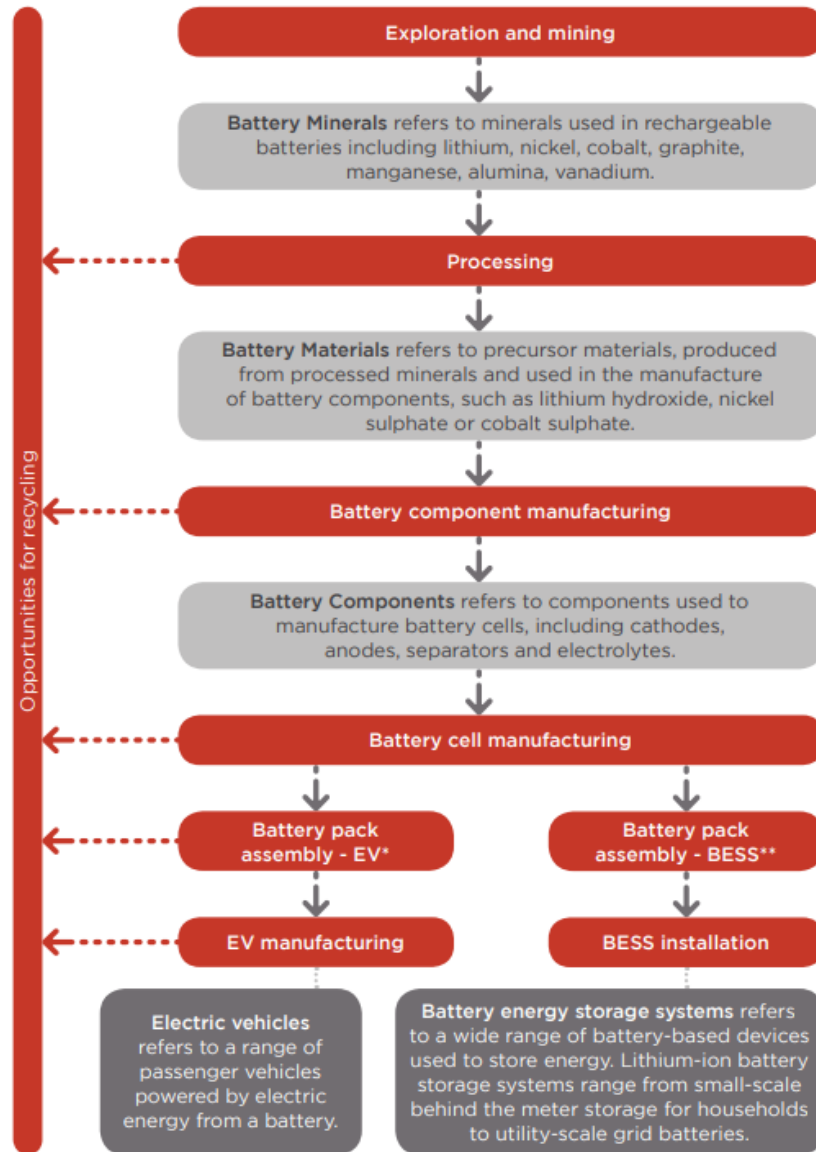 Exploration and mining
Battery Minerals refers to minerals used in rechargeable
batteries including lithium, nickel, cobalt, graphite,
manganese, alumina, vanadium.
Processing
Battery Materials refers to precursor materials, produced
from processed minerals and used in the manufacture
of battery components, such as lithium hydroxide, nickel
sulphate or cobalt sulphate.
Opportunities for recycling
Battery component manufacturing
Battery Components refers to components used to
manufacture battery cells, including cathodes,
anodes, separators and electrolytes.
Battery cell manufacturing
Battery pack
assembly - EV*
Battery pack
assembly - BESS**
EV manufacturing
BESS installation
Electric vehicles
refers to a range of
passenger vehicles
powered by electric
energy from a battery.
Battery energy storage systems refers
to a wide range of battery-based devices
used to store energy. Lithium-ion battery
storage systems range from small-scale
behind the meter storage for households
to utility-scale grid batteries.